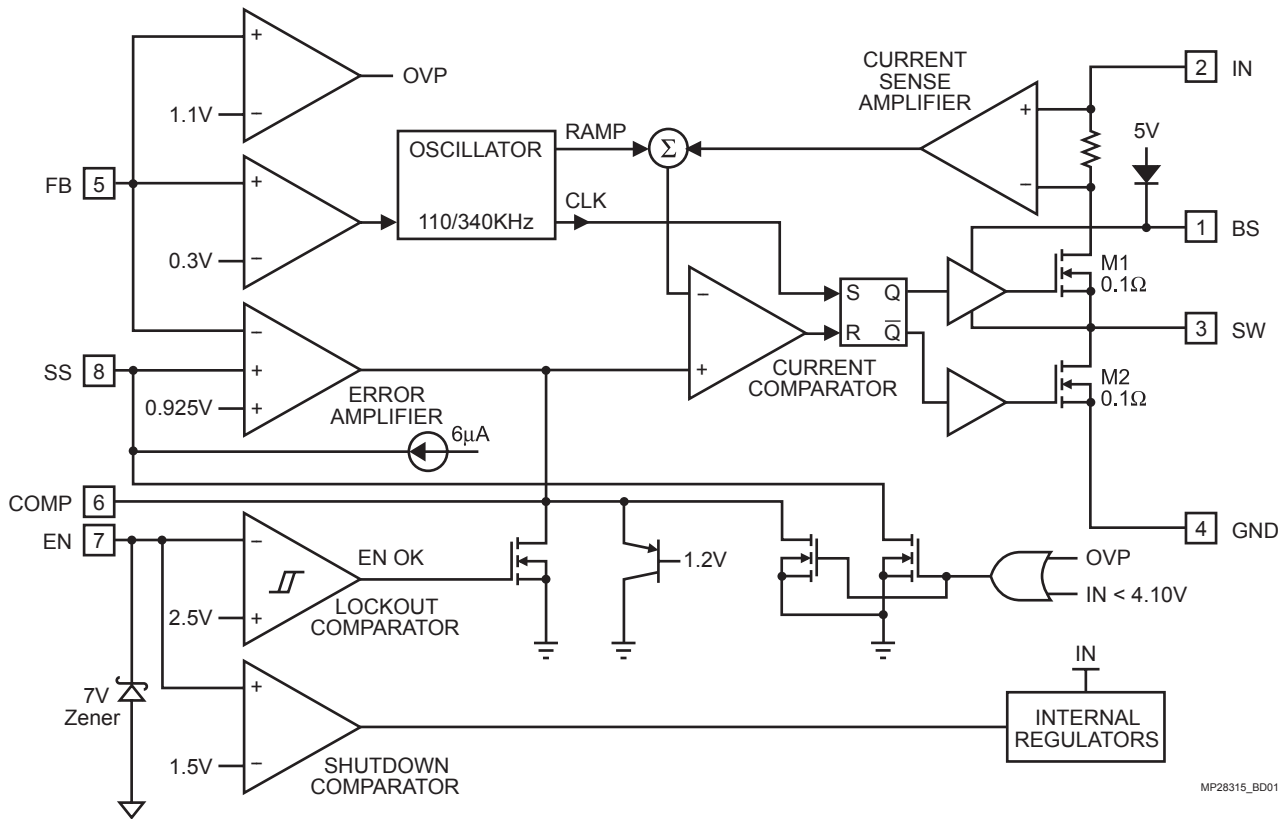 +
OVP
1.1V
−
CURRENT
SENSE
AMPLIFIER
2 IN
+
5V
OSCILLATOR
RAMP
Σ
FB 5
+
−
110/340KHz
CLK
1 BS
0.3V
−
M1
0.1Ω
−
S Q
R Q̅
3 SW
−
SS 8
+
+
CURRENT
COMPARATOR
M2
0.1Ω
0.925V
+
ERROR
AMPLIFIER
6µA
COMP 6
4 GND
EN 7
−
EN OK
1.2V
OVP
IN < 4.10V
2.5V
+
LOCKOUT
COMPARATOR
7V
Zener
+
IN
INTERNAL
REGULATORS
1.5V
−
SHUTDOWN
COMPARATOR
MP28315_BD01